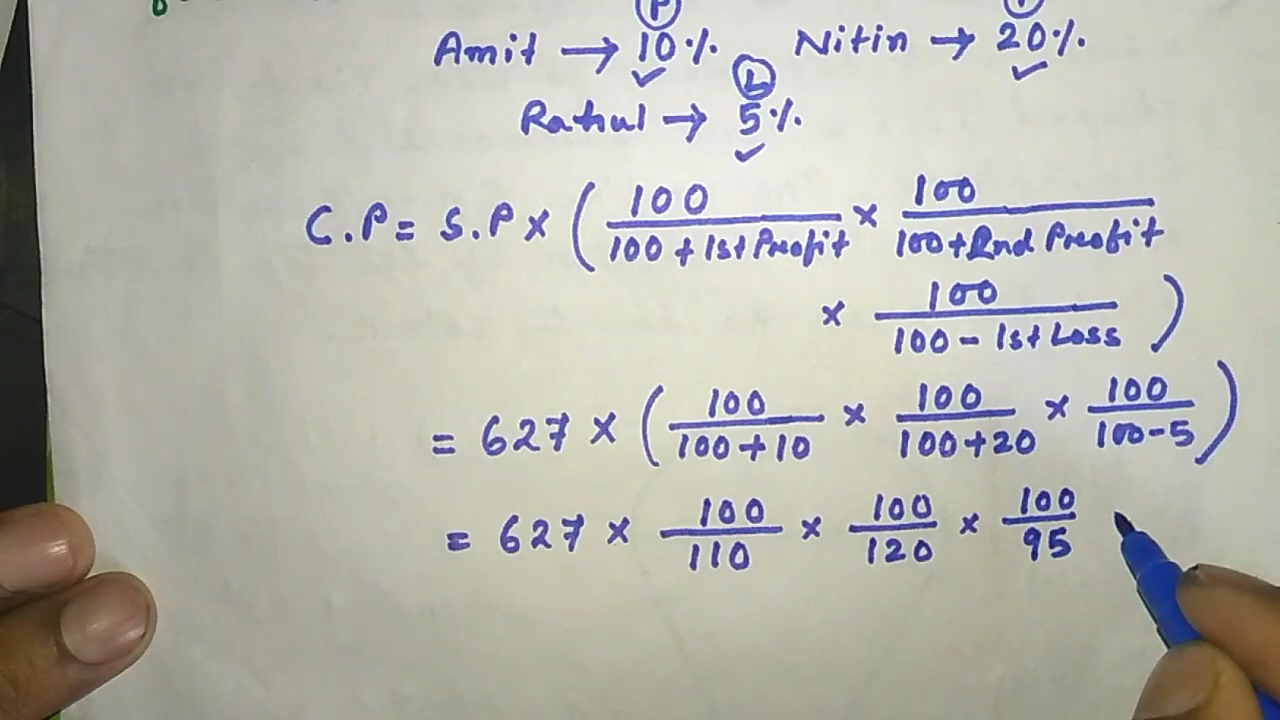 P P
Amit → 10% Nitin → 20%
L
Rahul → 5%
C.P = S.P × ( 100 / 100 + 1st Profit × 100 / 100 + 2nd Profit
× 100 / 100 - 1st Loss )
= 627 × ( 100 / 100 + 10 × 100 / 100 + 20 × 100 / 100 - 5 )
= 627 × 100 / 110 × 100 / 120 × 100 / 95